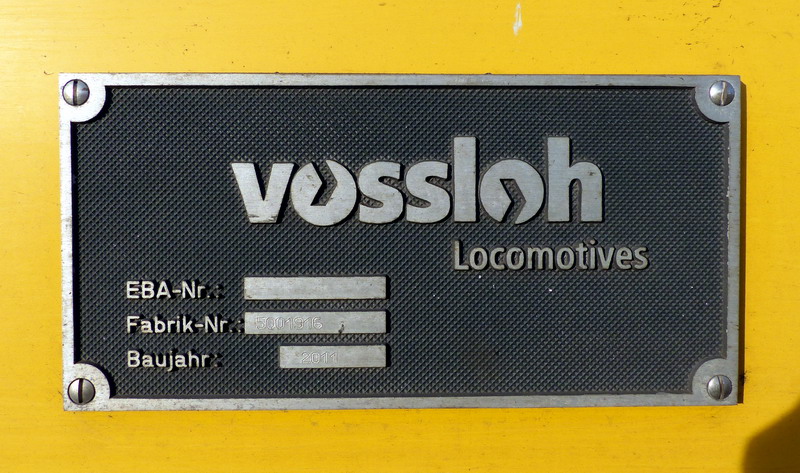 vossloh
Locomotives
EBA-Nr.:
Fabrik-Nr.: 5001916
Baujahr: 2011